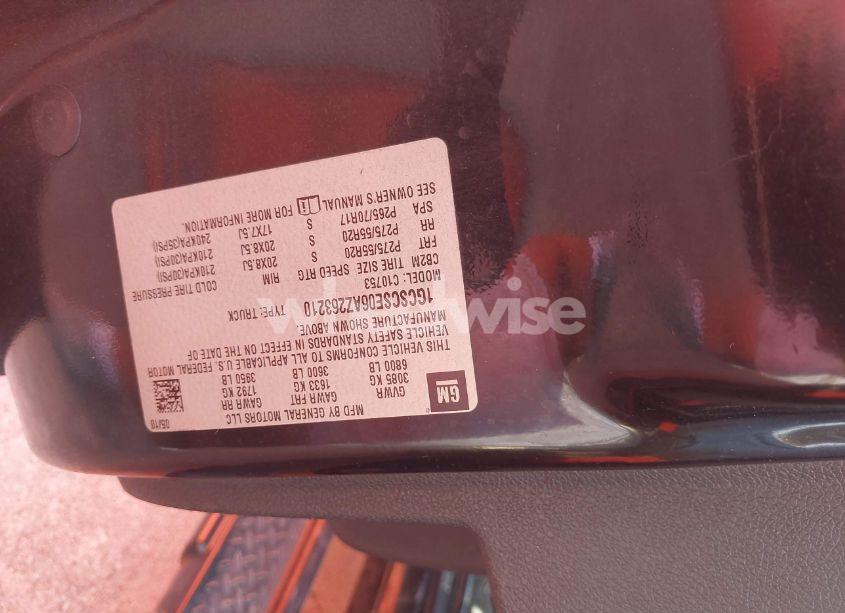 GM MFD BY GENERAL MOTORS LLC 05/10
GVWR GAWR FRT GAWR RR
3085 KG 1633 KG 1792 KG
6800 LB 3600 LB 3950 LB
THIS VEHICLE CONFORMS TO ALL APPLICABLE U.S. FEDERAL MOTOR
VEHICLE SAFETY STANDARDS IN EFFECT ON THE DATE OF
MANUFACTURE SHOWN ABOVE.
1GCSCSE06AZ263210 TYPE: TRUCK
MODEL: C10753
CB2M TIRE SIZE SPEED RTG RIM COLD TIRE PRESSURE
FRT P275/55R20 S 20X8.5J 210KPA(30PSI)
RR P275/55R20 S 20X8.5J 210KPA(30PSI)
SPA P265/70R17 S 17X7.5J 240KPA(35PSI)
SEE OWNER'S MANUAL FOR MORE INFORMATION.